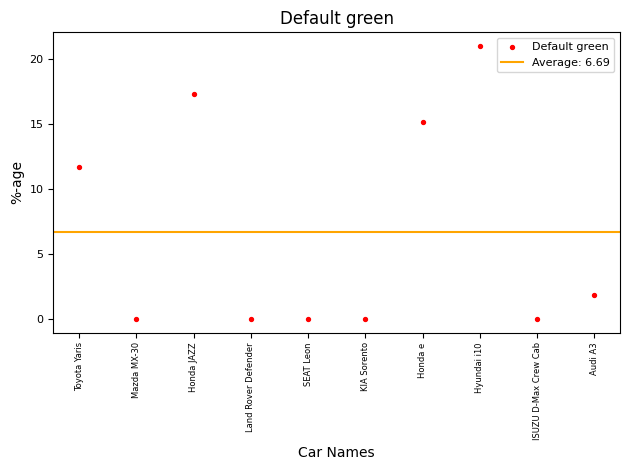 Default green
%-age
20
15
10
5
0
Default green
Average: 6.69
Toyota Yaris
Mazda MX-30
Honda JAZZ
Land Rover Defender
SEAT Leon
KIA Sorento
Honda e
Hyundai i10
ISUZU D-Max Crew Cab
Audi A3
Car Names